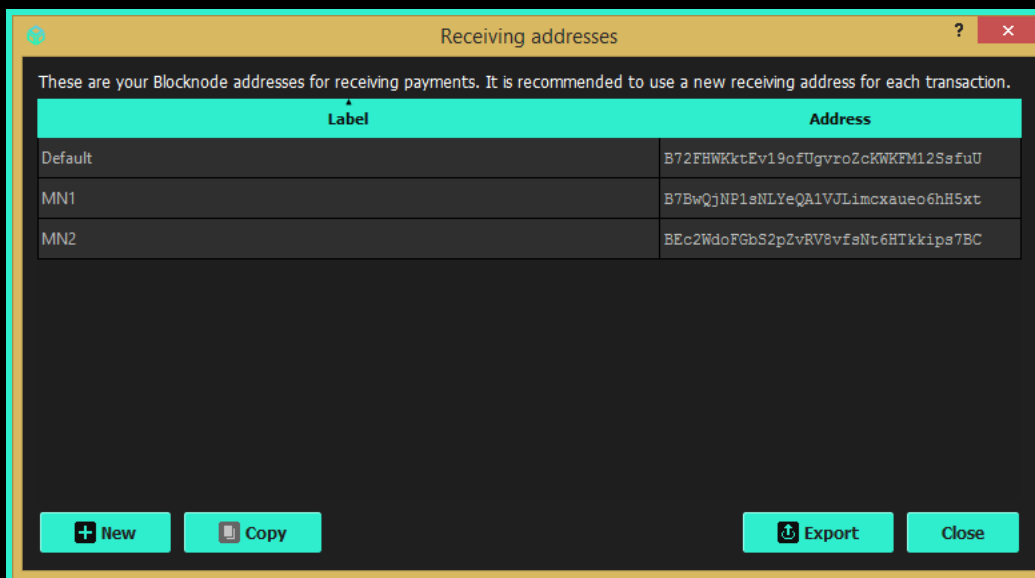 Receiving addresses
?
×
These are your Blocknode addresses for receiving payments. It is recommended to use a new receiving address for each transaction.
Label Address
Default B72FHWKktEv19ofUgvroZcKWKFM12SsfuU
MN1 B7BwQjNP1sNLYeQA1VJLimcxaueo6hH5xt
MN2 BEc2WdoFGbS2pZvRV8vfsNt6HTkkips7BC
New Copy Export Close